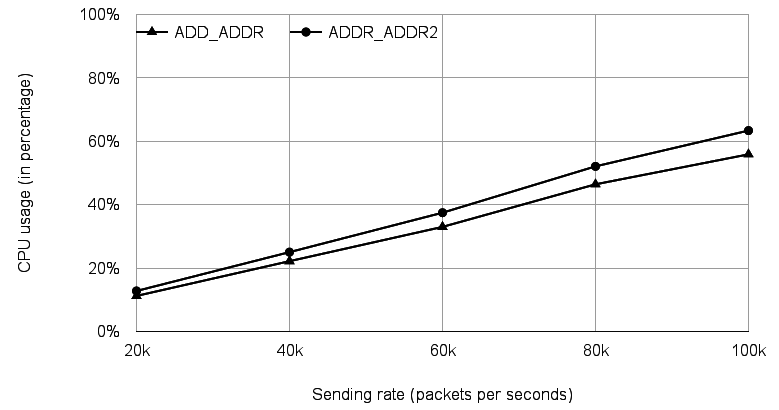 100%
ADD_ADDR ADDR_ADDR2
80%
60%
40%
20%
0%
CPU usage (in percentage)
20k 40k 60k 80k 100k
Sending rate (packets per seconds)